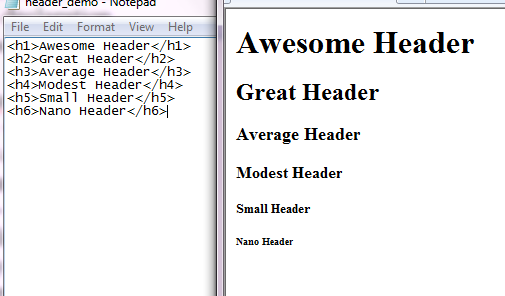 header_demo - Notepad
File Edit Format View Help
<h1>Awesome Header</h1>
<h2>Great Header</h2>
<h3>Average Header</h3>
<h4>Modest Header</h4>
<h5>Small Header</h5>
<h6>Nano Header</h6>
Awesome Header
Great Header
Average Header
Modest Header
Small Header
Nano Header